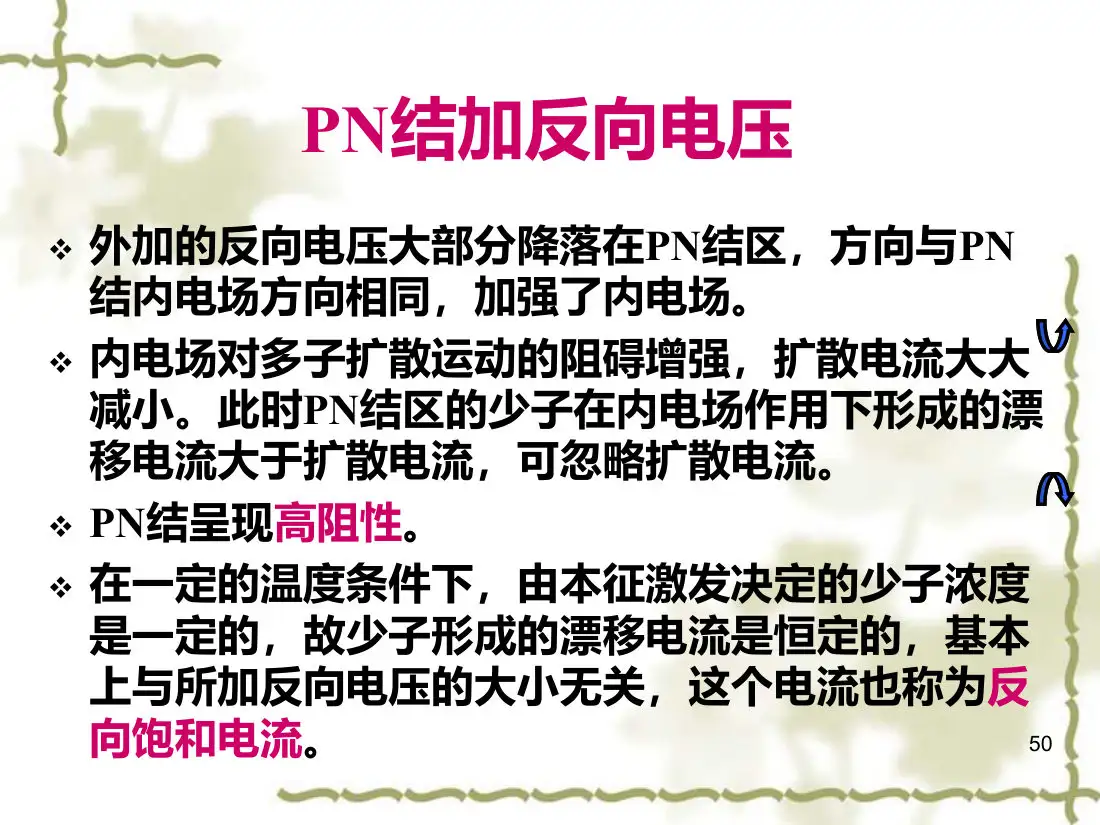 PN结加反向电压
外加的反向电压大部分降落在PN结区，方向与PN
结内电场方向相同，加强了内电场。
内电场对多子扩散运动的阻碍增强，扩散电流大大
减小。此时PN结区的少子在内电场作用下形成的漂
移电流大于扩散电流，可忽略扩散电流。
PN结呈现高阻性。
在一定的温度条件下，由本征激发决定的少子浓度
是一定的，故少子形成的漂移电流是恒定的，基本
上与所加反向电压的大小无关，这个电流也称为反
向饱和电流。
50